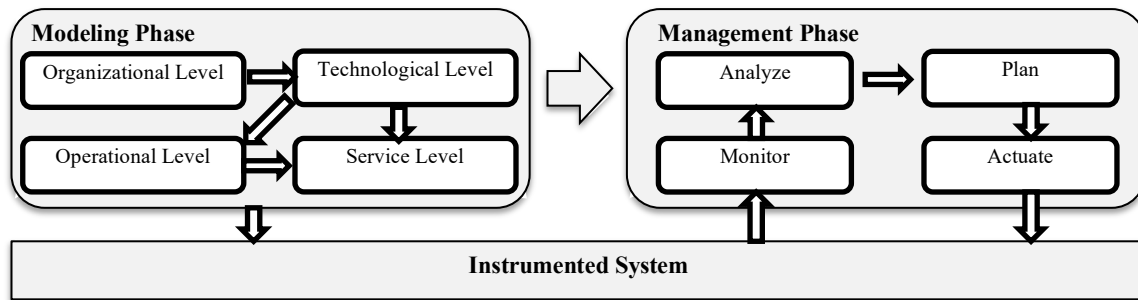 Modeling Phase
Organizational Level
Technological Level
Operational Level
Service Level
Management Phase
Analyze
Plan
Monitor
Actuate
Instrumented System